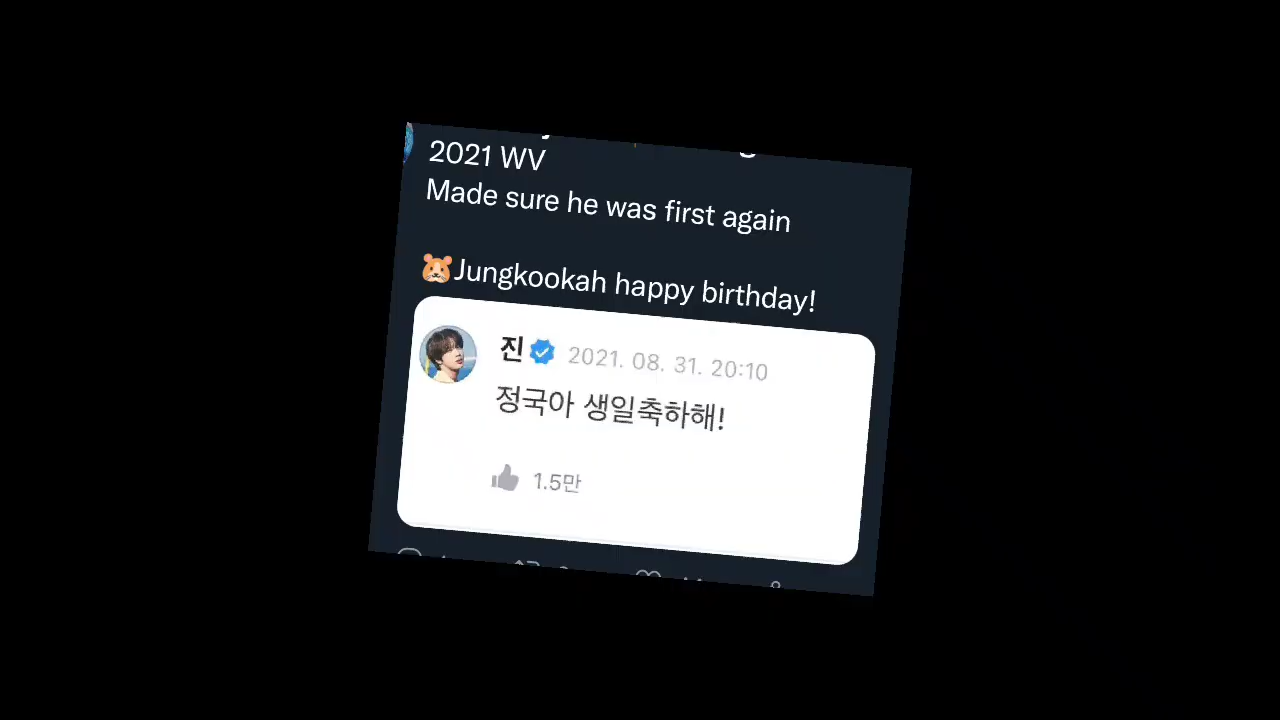 2021 WV
Made sure he was first again
🐹Jungkookah happy birthday!
진 2021. 08. 31. 20:10
정국아 생일축하해!
1.5만